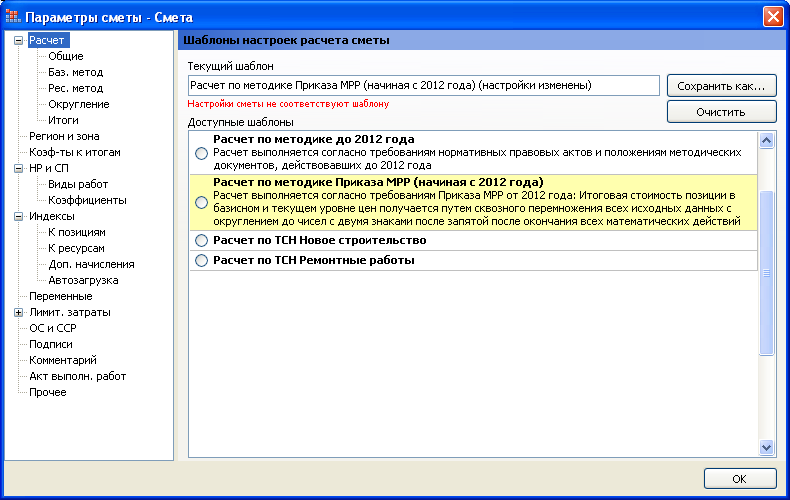 Параметры сметы - Смета
Расчет
Общие
Баз. метод
Рес. метод
Округление
Итоги
Регион и зона
Коэф-ты к итогам
НР и СП
Виды работ
Коэффициенты
Индексы
К позициям
К ресурсам
Доп. начисления
Автозагрузка
Переменные
Лимит. затраты
ОС и ССР
Подписи
Комментарий
Акт выполн. работ
Прочее
Шаблоны настроек расчета сметы
Текущий шаблон
Расчет по методике Приказа МРР (начиная с 2012 года) (настройки изменены)
Сохранить как...
Настройки сметы не соответствуют шаблону
Очистить
Доступные шаблоны
Расчет по методике до 2012 года
Расчет выполняется согласно требованиям нормативных правовых актов и положениям методических
документов, действовавших до 2012 года
Расчет по методике Приказа МРР (начиная с 2012 года)
Расчет выполняется согласно требованиям Приказа МРР от 2012 года: Итоговая стоимость позиции в
базисном и текущем уровне цен получается путем сквозного перемножения всех исходных данных с
округлением до чисел с двумя знаками после запятой после окончания всех математических действий
Расчет по ТСН Новое строительство
Расчет по ТСН Ремонтные работы
OK